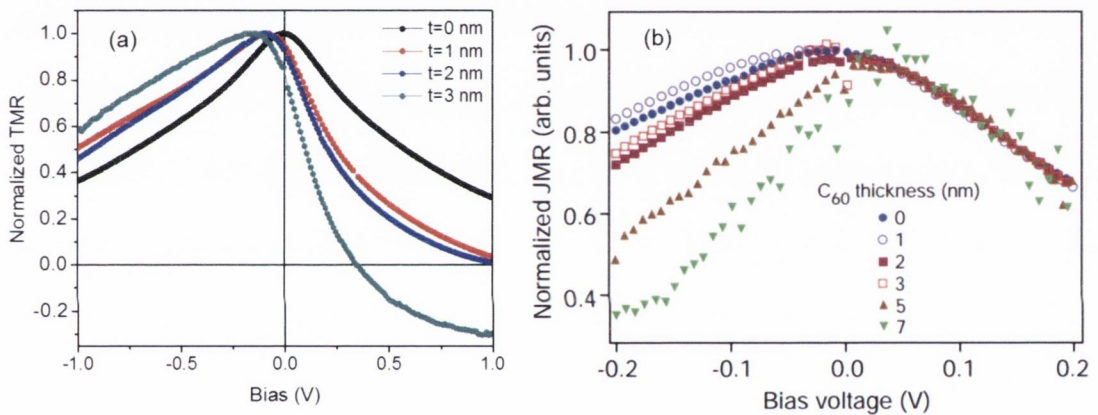 (a)
t=0 nm
t=1 nm
t=2 nm
t=3 nm
Normalized TMR
1.0
0.8
0.6
0.4
0.2
0.0
-0.2
-1.0 -0.5 0.0 0.5 1.0
Bias (V)
(b)
Normalized JMR (arb. units)
1.0
0.8
0.6
0.4
C60 thickness (nm)
0
1
2
3
5
7
-0.2 -0.1 0.0 0.1 0.2
Bias voltage (V)